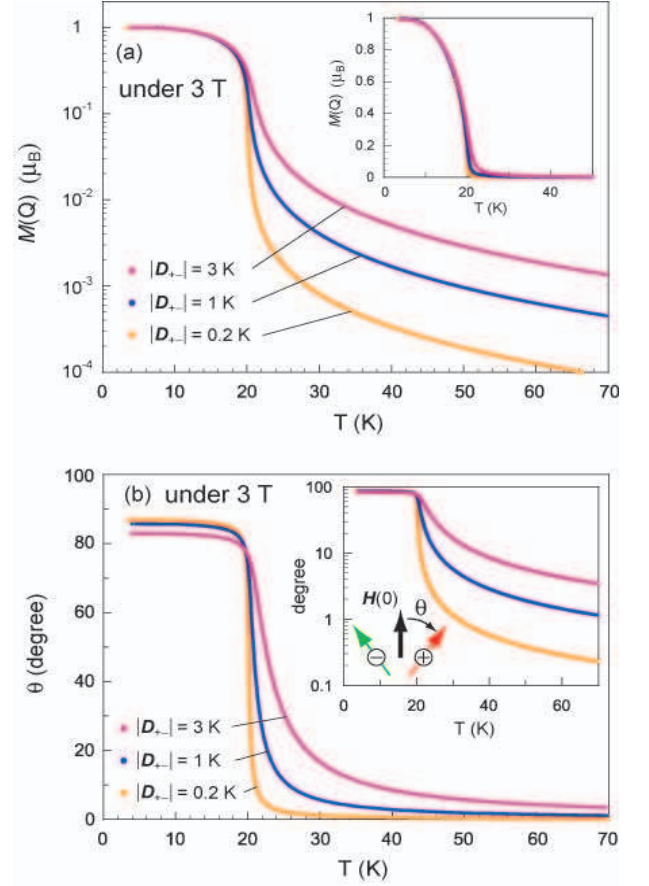 (a)
under 3 T
M(Q) (μB)
1
10-1
10-2
10-3
10-4
|D+−| = 3 K
|D+−| = 1 K
|D+−| = 0.2 K
0 10 20 30 40 50 60 70
T (K)
M(Q) (μB)
1
0.8
0.6
0.4
0.2
0
0 20 40
T (K)
(b) under 3 T
θ (degree)
100
80
60
40
20
0
|D+−| = 3 K
|D+−| = 1 K
|D+−| = 0.2 K
0 10 20 30 40 50 60 70
T (K)
degree
100
10
1
0.1
H(0)
θ
−
+
0 20 40 60
T (K)